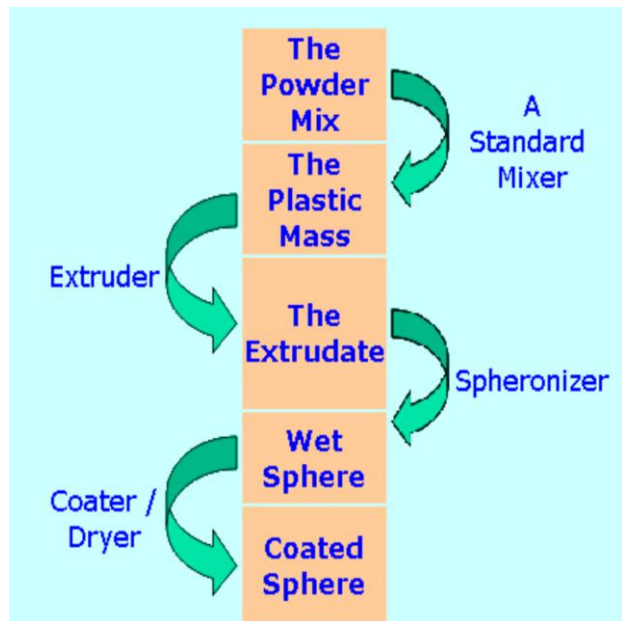 The
Powder
Mix
A
Standard
Mixer
The
Plastic
Mass
Extruder
The
Extrudate
Spheronizer
Wet
Sphere
Coater /
Dryer
Coated
Sphere